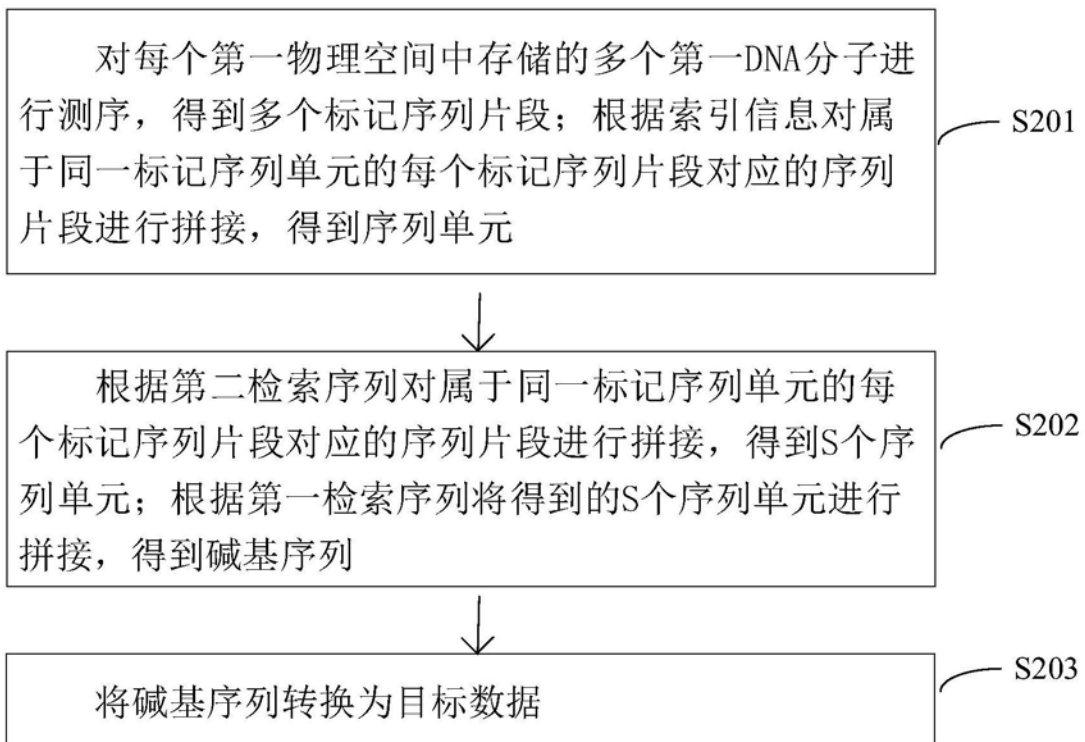 对每个第一物理空间中存储的多个第一DNA分子进
行测序，得到多个标记序列片段；根据索引信息对属
于同一标记序列单元的每个标记序列片段对应的序列
片段进行拼接，得到序列单元
S201
根据第二检索序列对属于同一标记序列单元的每
个标记序列片段对应的序列片段进行拼接，得到S个序
列单元；根据第一检索序列将得到的S个序列单元进行
拼接，得到碱基序列
S202
将碱基序列转换为目标数据
S203